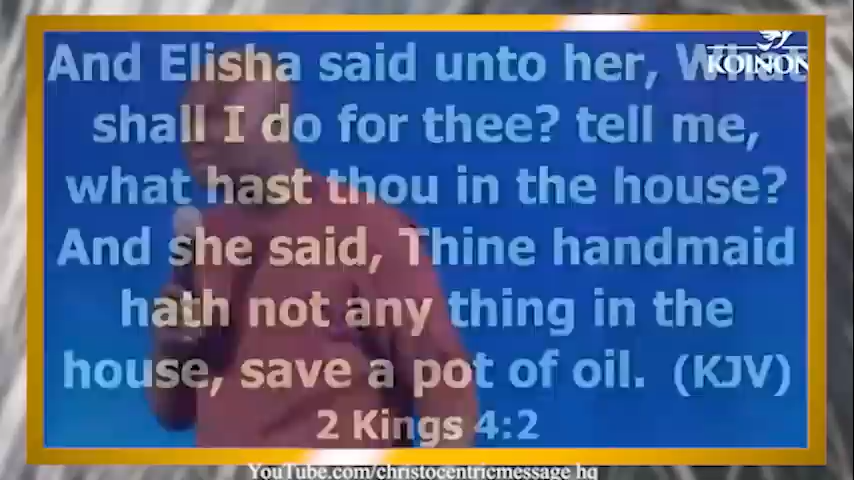 And Elisha said unto her, What
KOINON
shall I do for thee? tell me,
what hast thou in the house?
And she said, Thine handmaid
hath not any thing in the
house, save a pot of oil. (KJV)
2 Kings 4:2
YouTube.com/christocentricmessage hq